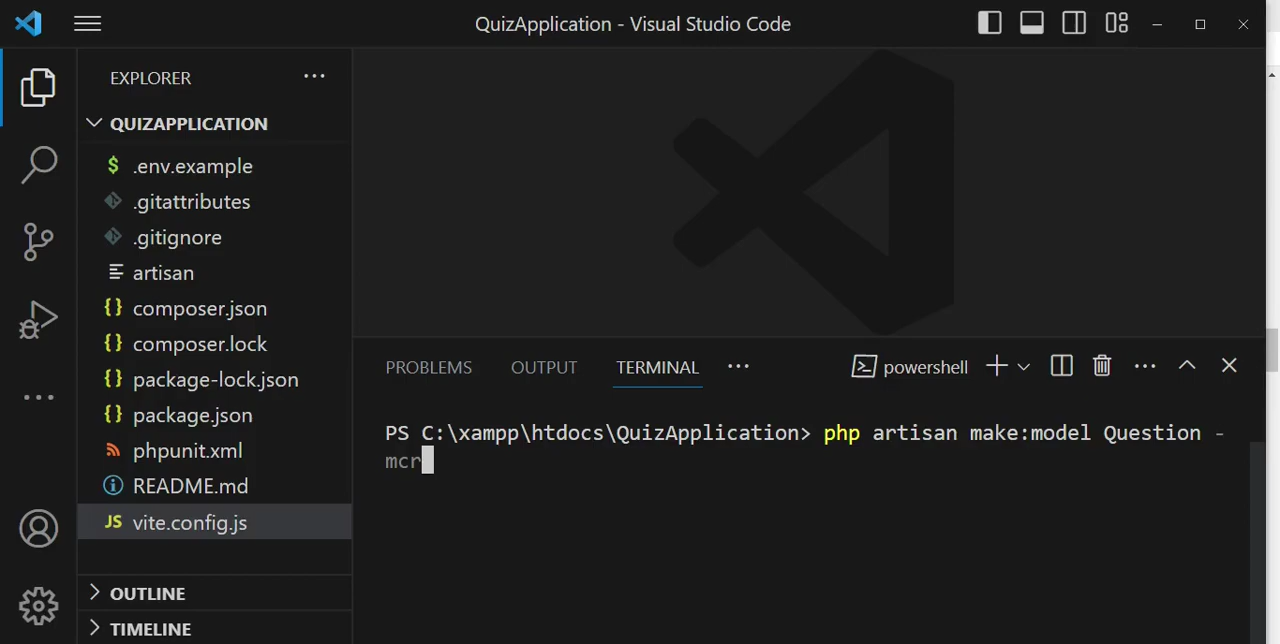 QuizApplication - Visual Studio Code
EXPLORER
QUIZAPPLICATION
.env.example
.gitattributes
.gitignore
artisan
composer.json
composer.lock
package-lock.json
package.json
phpunit.xml
README.md
JS vite.config.js
OUTLINE
TIMELINE
PROBLEMS OUTPUT TERMINAL
powershell
PS C:\xampp\htdocs\QuizApplication> php artisan make:model Question -
mcr